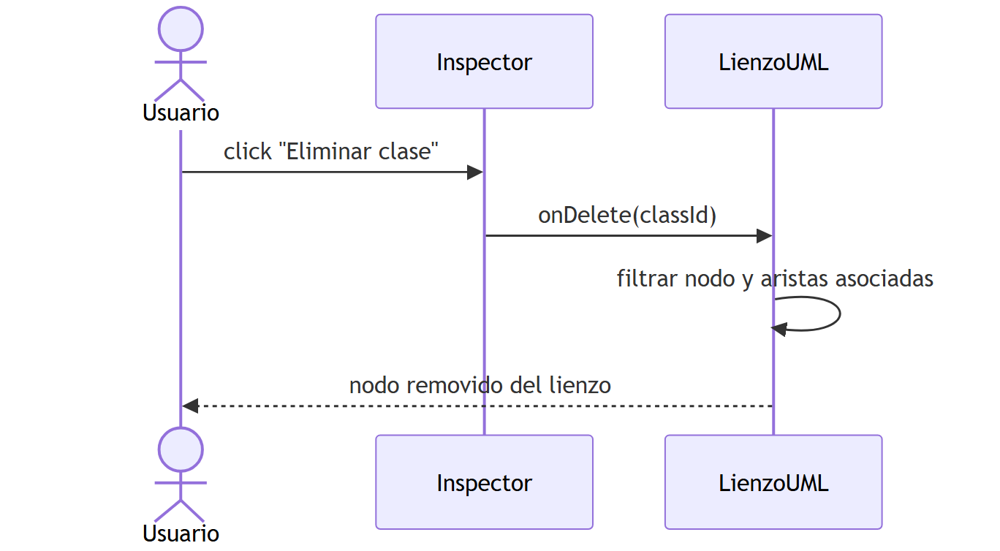 Usuario
Inspector
LienzoUML
click "Eliminar clase"
onDelete(classId)
filtrar nodo y aristas asociadas
nodo removido del lienzo
Usuario
Inspector
LienzoUML